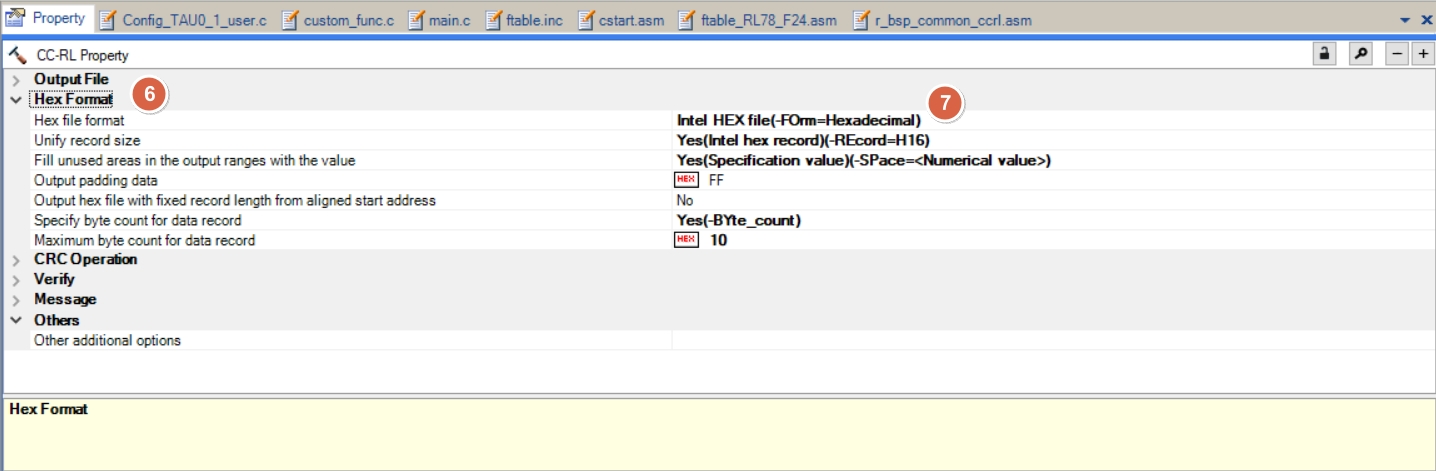 Property Config_TAU0_1_user.c custom_func.c main.c ftable.inc cstart.asm ftable_RL78_F24.asm r_bsp_common_ccrl.asm
CC-RL Property
Output File
Hex Format 6
Hex file format Intel HEX file(-FOrm=Hexadecimal) 7
Unify record size Yes(Intel hex record)(-REcord=H16)
Fill unused areas in the output ranges with the value Yes(Specification value)(-SPace=<Numerical value>)
Output padding data HEX FF
Output hex file with fixed record length from aligned start address No
Specify byte count for data record Yes(-BYte_count)
Maximum byte count for data record HEX 10
CRC Operation
Verify
Message
Others
Other additional options
Hex Format